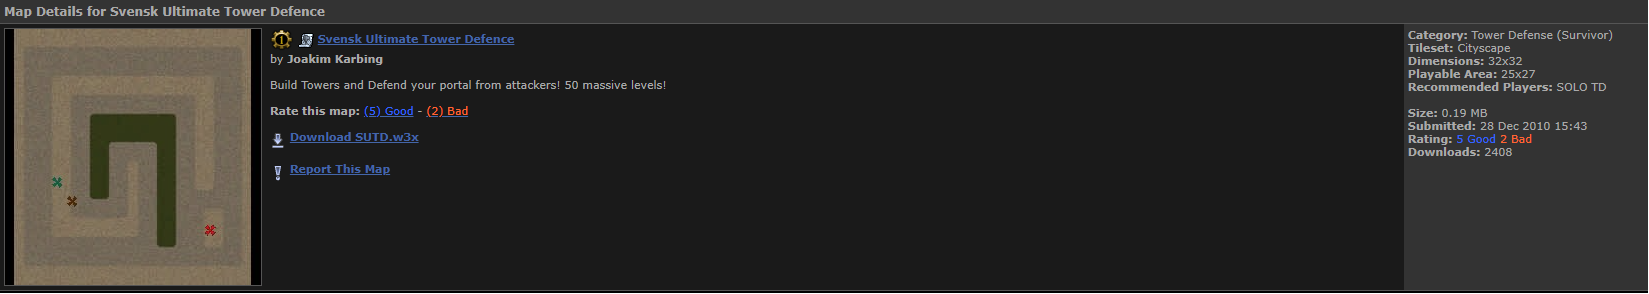 Map Details for Svensk Ultimate Tower Defence
Svensk Ultimate Tower Defence
by Joakim Karbing
Build Towers and Defend your portal from attackers! 50 massive levels!
Rate this map: (5) Good - (2) Bad
Download SUTD.w3x
Report This Map
Category: Tower Defense (Survivor)
Tileset: Cityscape
Dimensions: 32x32
Playable Area: 25x27
Recommended Players: SOLO TD
Size: 0.19 MB
Submitted: 28 Dec 2010 15:43
Rating: 5 Good 2 Bad
Downloads: 2408